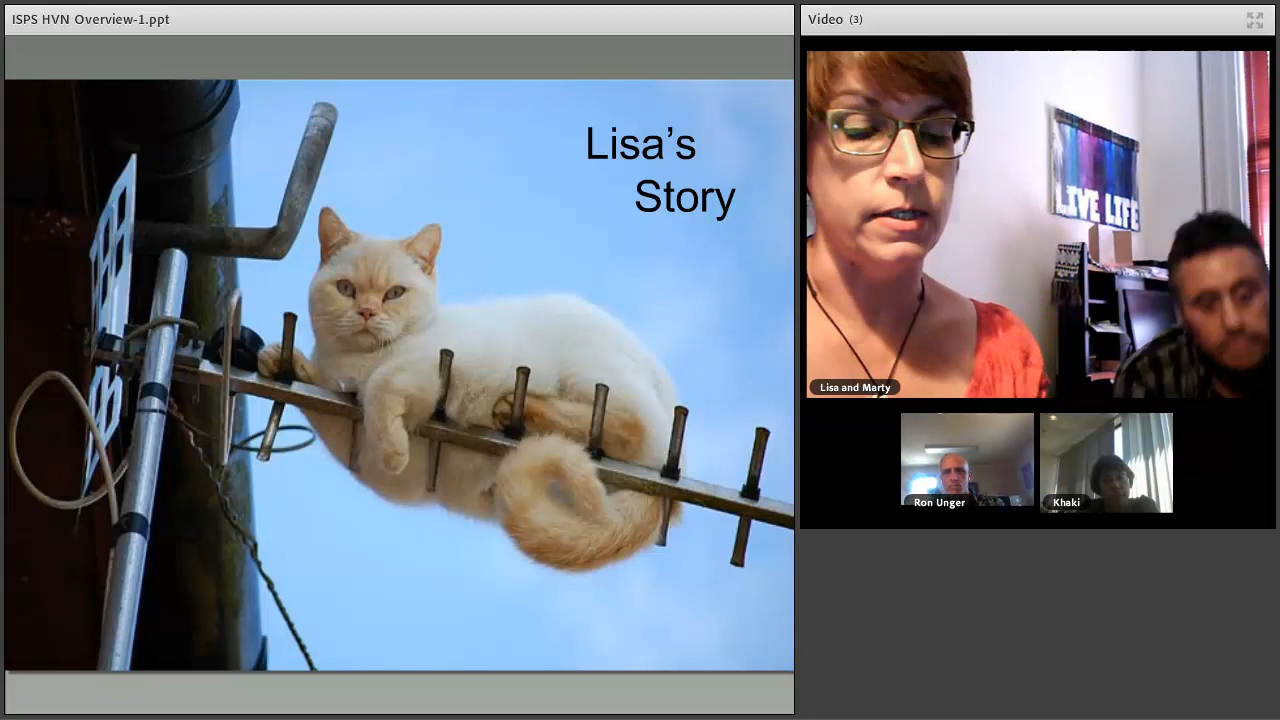 ISPS HVN Overview-1.ppt
Video (3)
Lisa's
Story
LIVE LIFE
Lisa and Marty
Ron Unger
Khaki